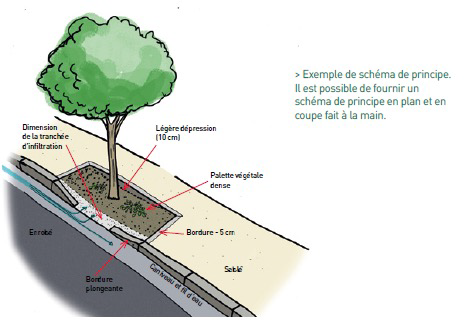 > Exemple de schéma de principe.
Il est possible de fournir un
schéma de principe en plan et en
coupe fait à la main.
Dimension
de la tranchée
d'infiltration
Légère dépression
(10 cm)
Palette végétale
dense
Enrobé
Bordure - 5 cm
Bordure
plongeante
Caniveau et fil d'eau
Sablé